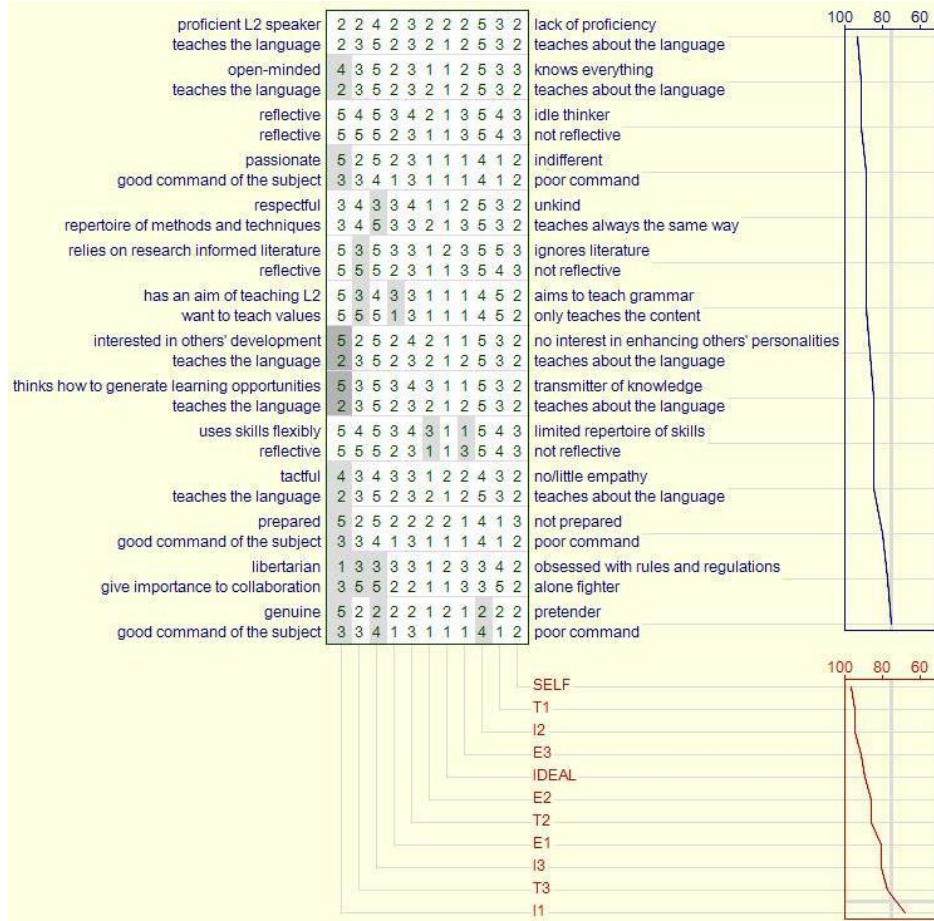 100 80 60
proficient L2 speaker 2 2 4 2 3 2 2 2 5 3 2 lack of proficiency
teaches the language 2 3 5 2 3 2 1 2 5 3 2 teaches about the language
open-minded 4 3 5 2 3 1 1 2 5 3 3 knows everything
teaches the language 2 3 5 2 3 2 1 2 5 3 2 teaches about the language
reflective 5 4 5 3 4 2 1 3 5 4 3 idle thinker
reflective 5 5 5 2 3 1 1 3 5 4 3 not reflective
passionate 5 2 5 2 3 1 1 1 4 1 2 indifferent
good command of the subject 3 3 4 1 3 1 1 1 4 1 2 poor command
respectful 3 4 3 3 4 1 1 2 5 3 2 unkind
repertoire of methods and techniques 3 4 5 3 3 2 1 3 5 3 2 teaches always the same way
relies on research informed literature 5 3 5 3 3 1 2 3 5 5 3 ignores literature
reflective 5 5 5 2 3 1 1 3 5 4 3 not reflective
has an aim of teaching L2 5 3 4 3 3 1 1 1 4 5 2 aims to teach grammar
want to teach values 5 5 5 1 3 1 1 1 4 5 2 only teaches the content
interested in others' development 5 2 5 2 4 2 1 1 5 3 2 no interest in enhancing others' personalities
teaches the language 2 3 5 2 3 2 1 2 5 3 2 teaches about the language
thinks how to generate learning opportunities 5 3 5 3 4 3 1 1 5 3 2 transmitter of knowledge
teaches the language 2 3 5 2 3 2 1 2 5 3 2 teaches about the language
uses skills flexibly 5 4 5 3 4 3 1 1 5 4 3 limited repertoire of skills
reflective 5 5 5 2 3 1 1 3 5 4 3 not reflective
tactful 4 3 4 3 3 1 2 2 4 3 2 no/little empathy
teaches the language 2 3 5 2 3 2 1 2 5 3 2 teaches about the language
prepared 5 2 5 2 2 2 2 1 4 1 3 not prepared
good command of the subject 3 3 4 1 3 1 1 1 4 1 2 poor command
libertarian 1 3 3 3 3 1 2 3 3 4 2 obsessed with rules and regulations
give importance to collaboration 3 5 5 2 2 1 1 3 3 5 2 alone fighter
genuine 5 2 2 2 2 1 2 1 2 2 2 pretender
good command of the subject 3 3 4 1 3 1 1 1 4 1 2 poor command
100 80 60
SELF
T1
I2
E3
IDEAL
E2
T2
E1
I3
T3
I1